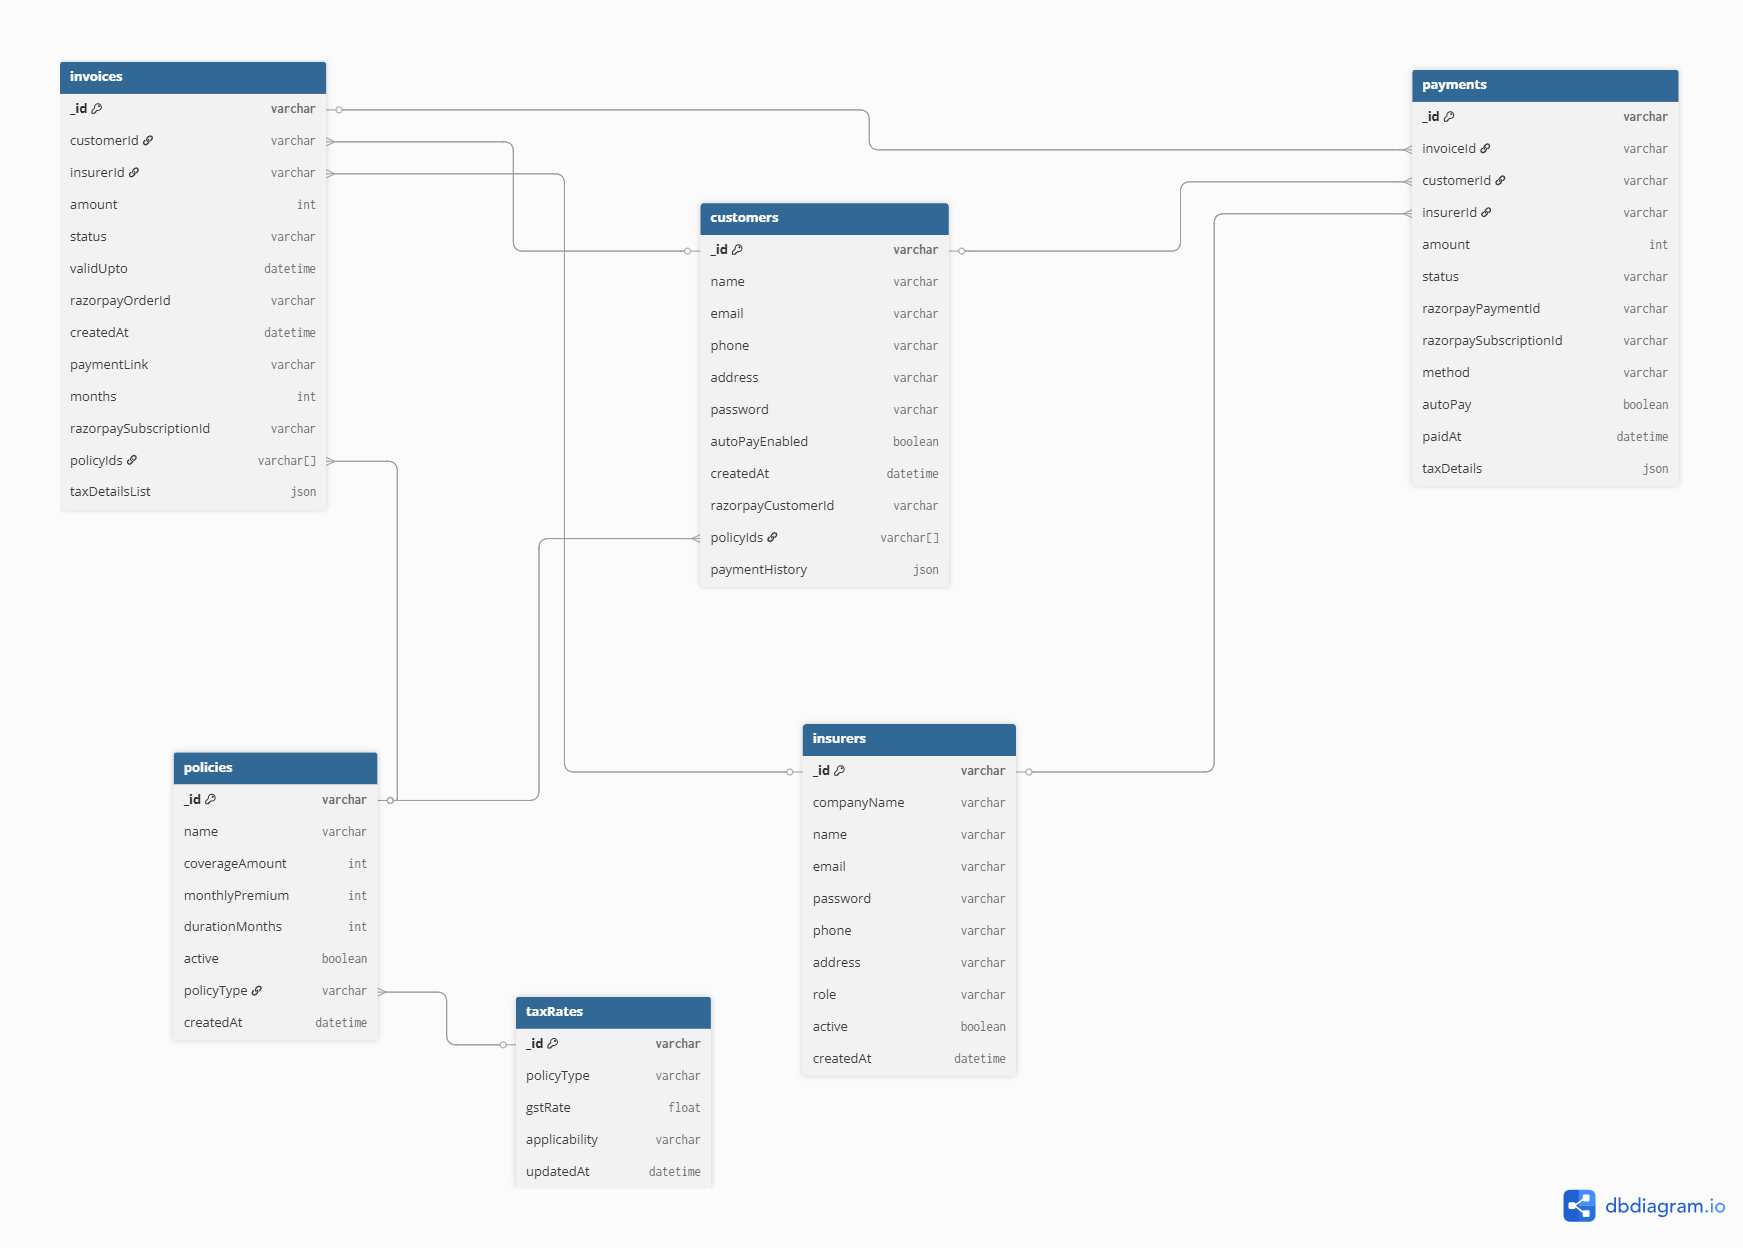 invoices
_id varchar
customerId varchar
insurerId varchar
amount int
status varchar
validUpto datetime
razorpayOrderId varchar
createdAt datetime
paymentLink varchar
months int
razorpaySubscriptionId varchar
policyIds varchar[]
taxDetailsList json
payments
_id varchar
invoiceId varchar
customerId varchar
insurerId varchar
amount int
status varchar
razorpayPaymentId varchar
razorpaySubscriptionId varchar
method varchar
autoPay boolean
paidAt datetime
taxDetails json
customers
_id varchar
name varchar
email varchar
phone varchar
address varchar
password varchar
autoPayEnabled boolean
createdAt datetime
razorpayCustomerId varchar
policyIds varchar[]
paymentHistory json
policies
_id varchar
name varchar
coverageAmount int
monthlyPremium int
durationMonths int
active boolean
policyType varchar
createdAt datetime
insurers
_id varchar
companyName varchar
name varchar
email varchar
password varchar
phone varchar
address varchar
role varchar
active boolean
createdAt datetime
taxRates
_id varchar
policyType varchar
gstRate float
applicability varchar
updatedAt datetime
dbdiagram.io